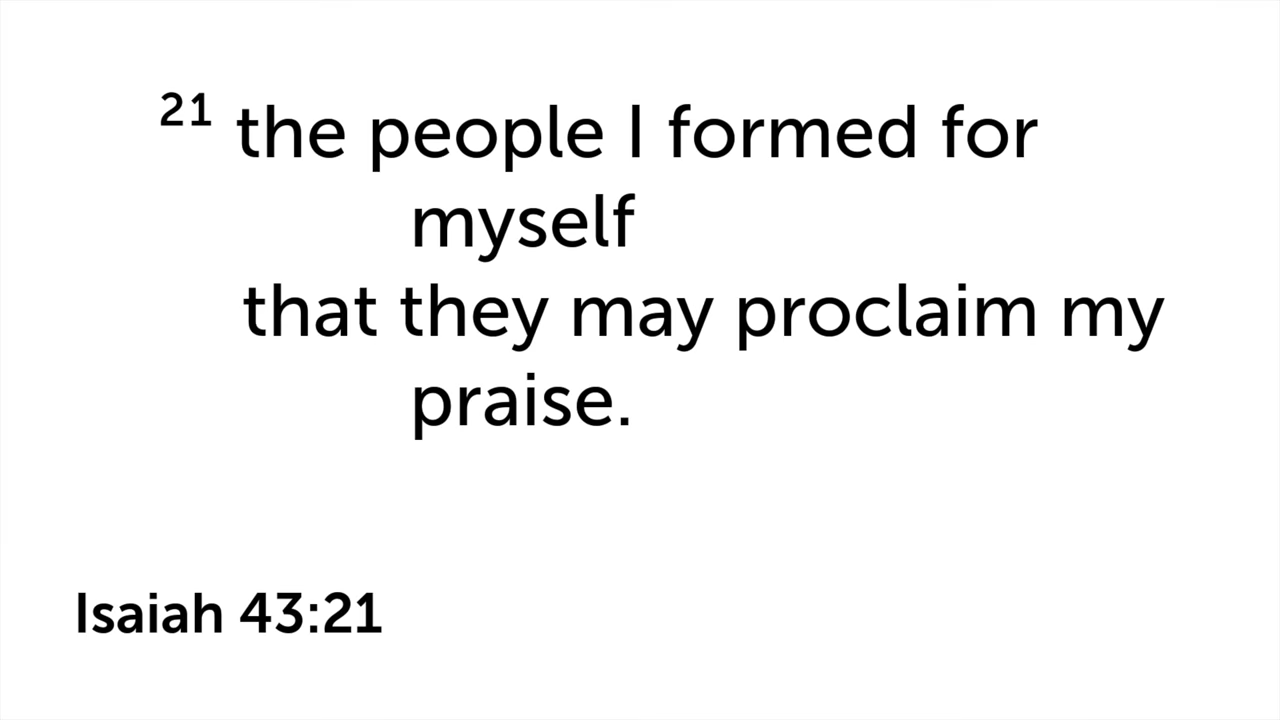 21 the people I formed for
myself
that they may proclaim my
praise.
Isaiah 43:21